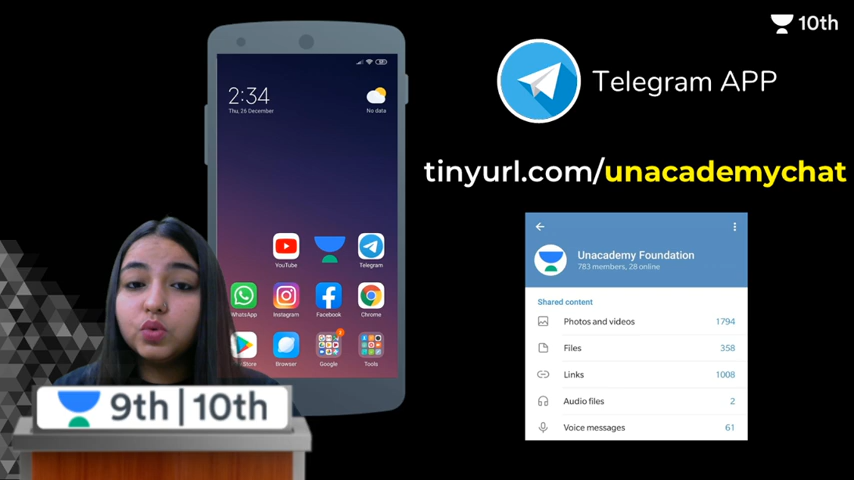 10th
2:34
Thu, 26 December
No data
YouTube
Telegram
WhatsApp
Instagram
Facebook
Chrome
Store
Browser
Google
Tools
9th|10th
Telegram APP
tinyurl.com/unacademychat
Unacademy Foundation
783 members, 28 online
Shared content
Photos and videos 1794
Files 358
Links 1008
Audio files 2
Voice messages 61